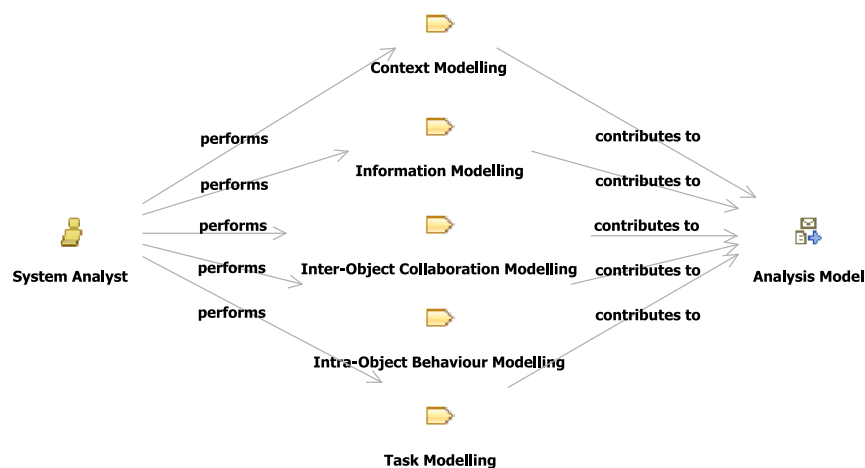 Context Modelling
performs
contributes to
Information Modelling
performs
contributes to
performs
contributes to
System Analyst
Inter-Object Collaboration Modelling
Analysis Model
performs
contributes to
performs
contributes to
Intra-Object Behaviour Modelling
Task Modelling